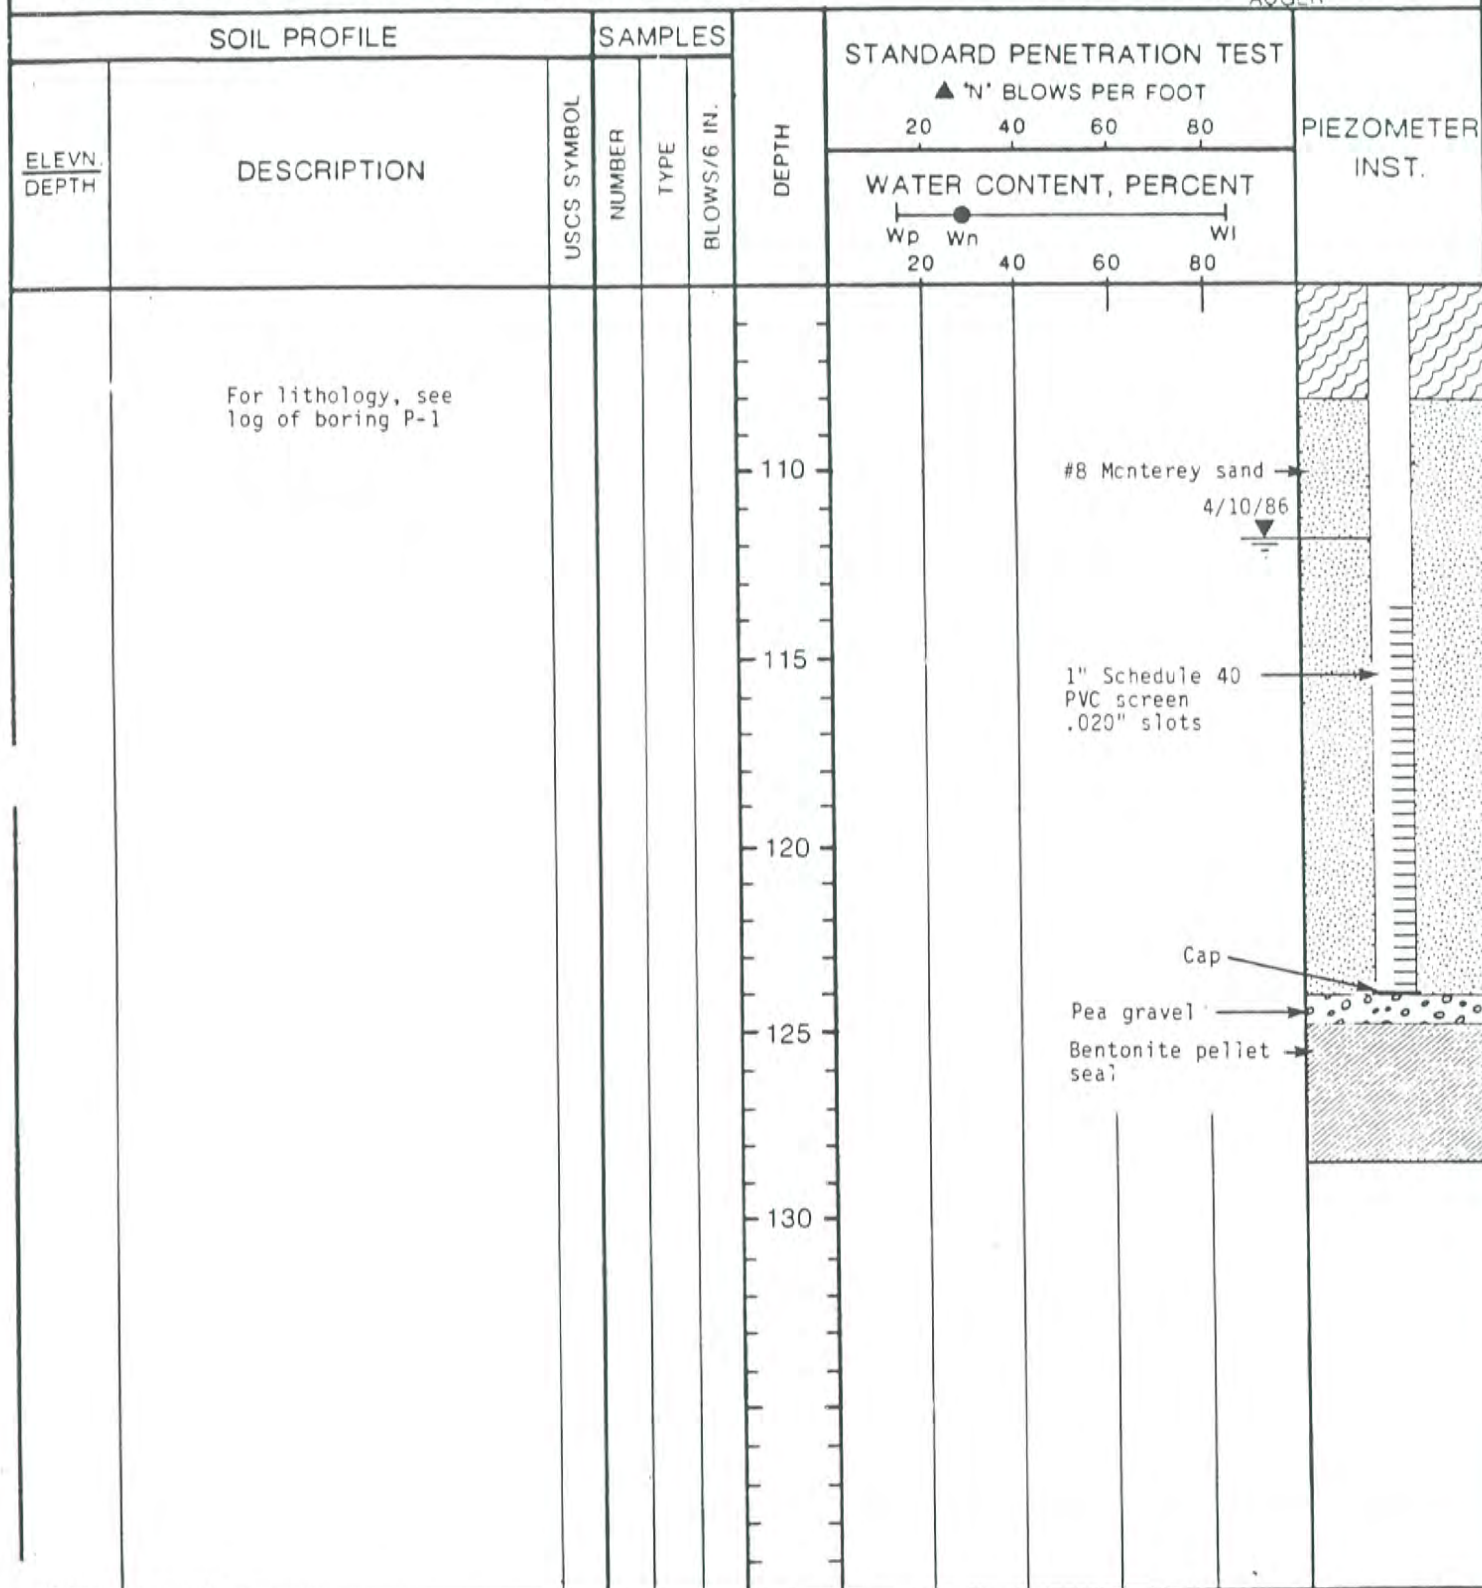 SOIL PROFILE
SAMPLES
ELEVN.
DEPTH
DESCRIPTION
USCS SYMBOL
NUMBER
TYPE
BLOWS/6 IN.
DEPTH
STANDARD PENETRATION TEST
▲ "N" BLOWS PER FOOT
20 40 60 80
WATER CONTENT, PERCENT
Wp Wn Wl
20 40 60 80
PIEZOMETER
INST.
For lithology, see
log of boring P-1
110
#8 Monterey sand
4/10/86
115
1" Schedule 40
PVC screen
.020" slots
120
Cap
Pea gravel
125
Bentonite pellet
seal
130